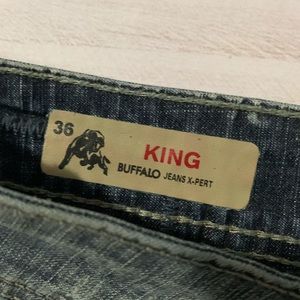 36
KING
BUFFALO JEANS X-PERT